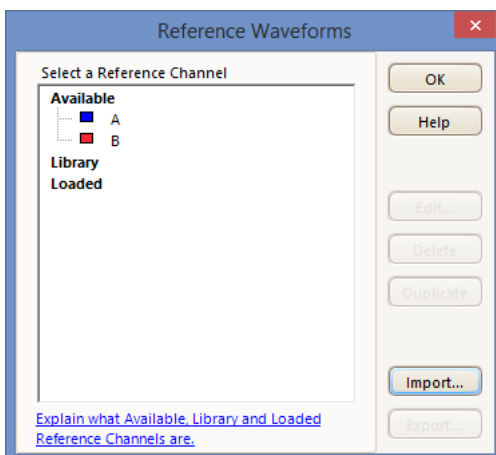 Reference Waveforms
Select a Reference Channel
Available
A
B
Library
Loaded
Explain what Available, Library and Loaded
Reference Channels are.
OK
Help
Edit...
Delete
Duplicate
Import...
Export...